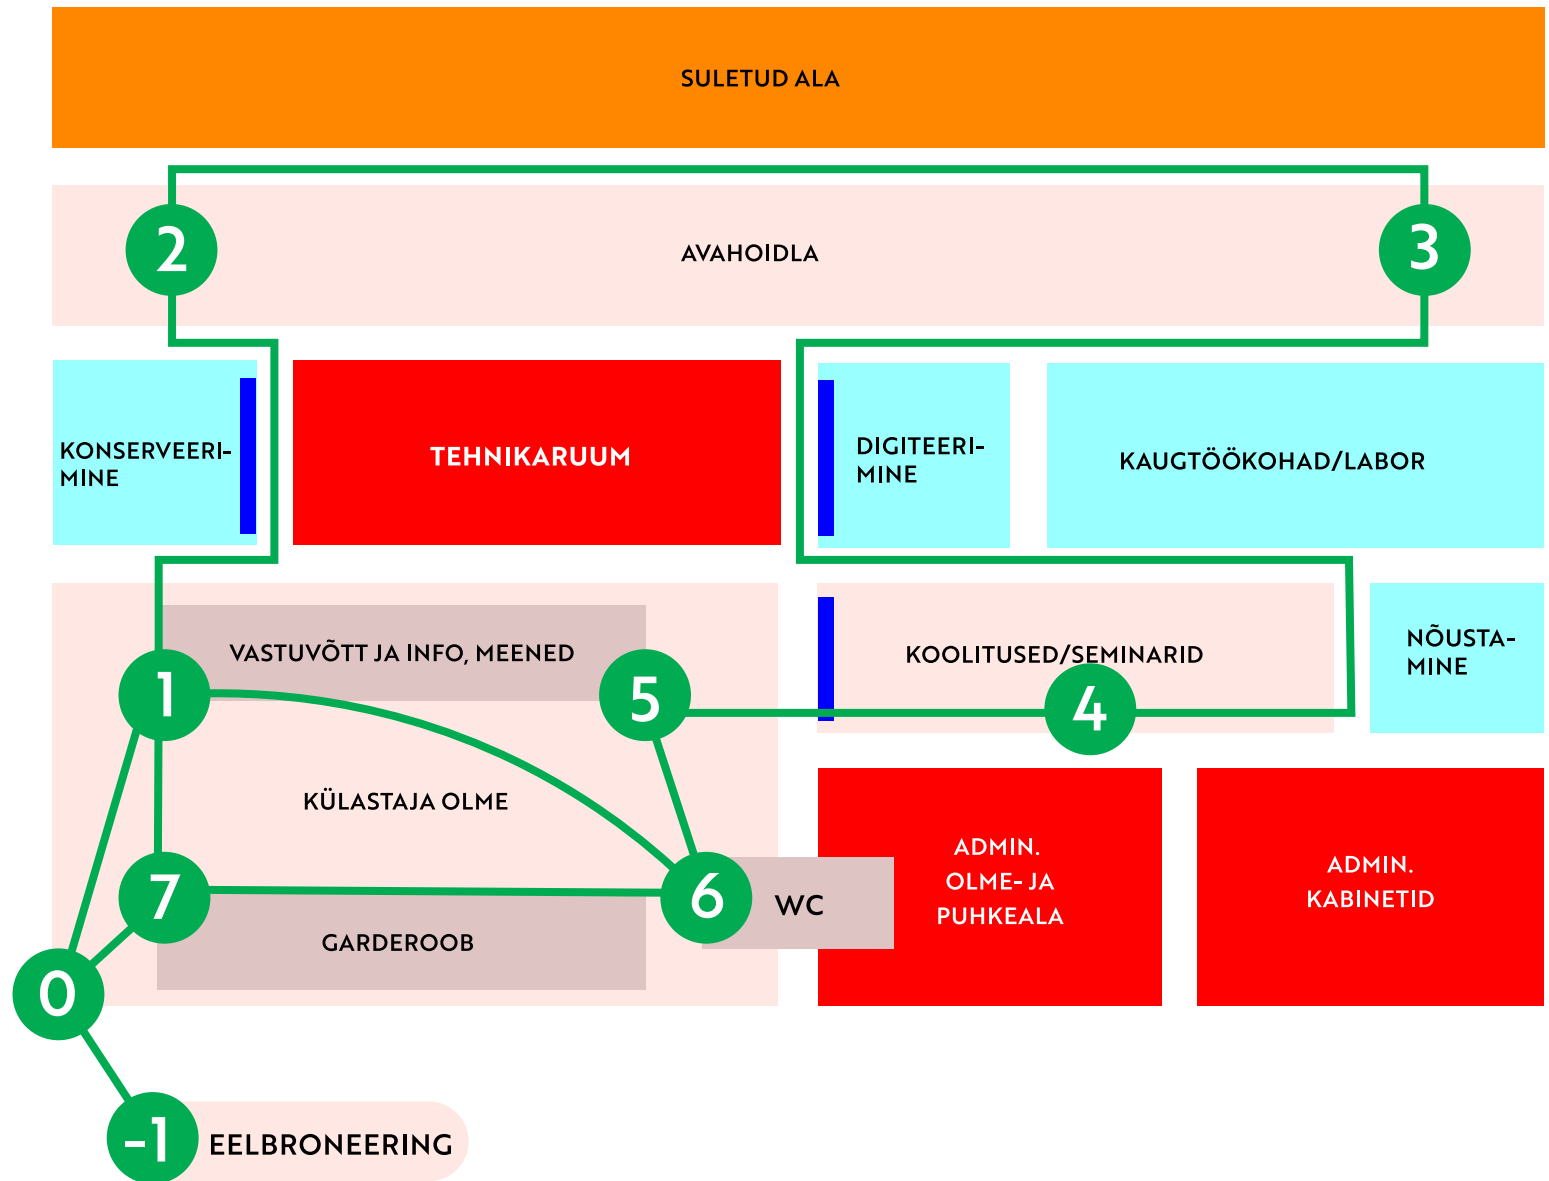 SULETUD ALA
2
AVAHOIDLA
3
KONSERVEERI-
MINE
TEHNIKARUUM
DIGITEERI-
MINE
KAUGTÖÖKOHAD/LABOR
VASTUVÕTT JA INFO, MEENED
1
5
KOOLITUSED/SEMINARID
4
NÕUSTA-
MINE
KÜLASTAJA OLME
7
6
WC
GARDEROOB
ADMIN.
OLME- JA
PUHKEALA
ADMIN.
KABINETID
0
-1
EELBRONEERING